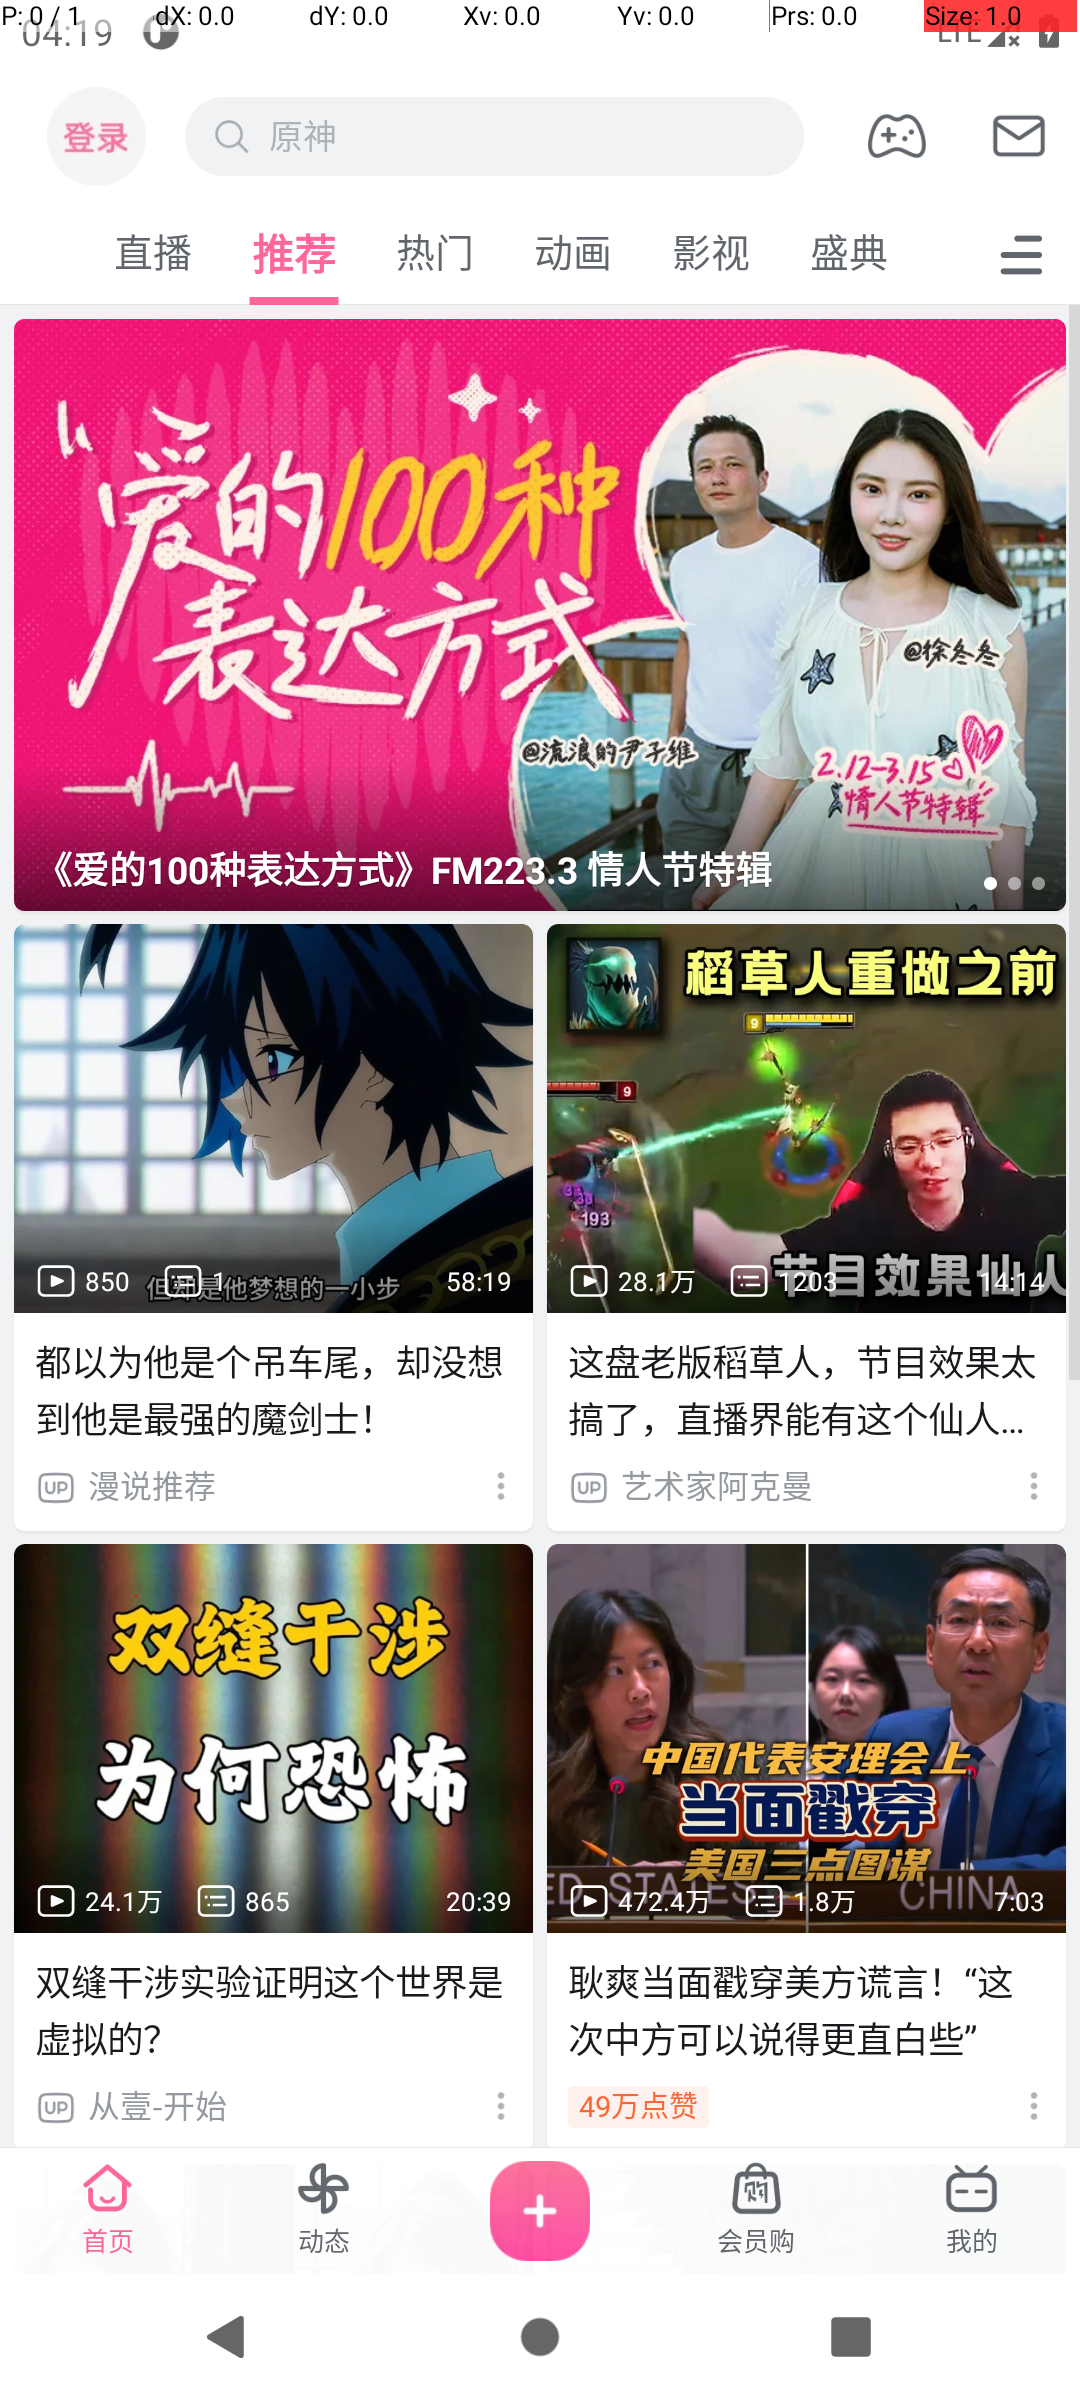 P: 0 / 1 dX: 0.0 dY: 0.0 Xv: 0.0 Yv: 0.0 Prs: 0.0 Size: 1.0
04:19 LTE
登录 原神
直播 推荐 热门 动画 影视 盛典
爱的100种
表达方式
@徐冬冬
@流浪的尹子维
2.12-3.15
情人节特辑
《爱的100种表达方式》FM223.3 情人节特辑
稻草人重做之前
9
9
193
节目效果仙人
但却是他梦想的一小步
850 1 58:19
28.1万 1203 14:14
都以为他是个吊车尾，却没想
到他是最强的魔剑士！
UP 漫说推荐
这盘老版稻草人，节目效果太
搞了，直播界能有这个仙人...
UP 艺术家阿克曼
双缝干涉
为何恐怖
24.1万 865 20:39
中国代表安理会上
当面戳穿
美国三点图谋
ED STATES CHINA
472.4万 1.8万 7:03
双缝干涉实验证明这个世界是
虚拟的？
UP 从壹-开始
耿爽当面戳穿美方谎言！“这
次中方可以说得更直白些”
49万点赞
首页 动态 会员购 我的